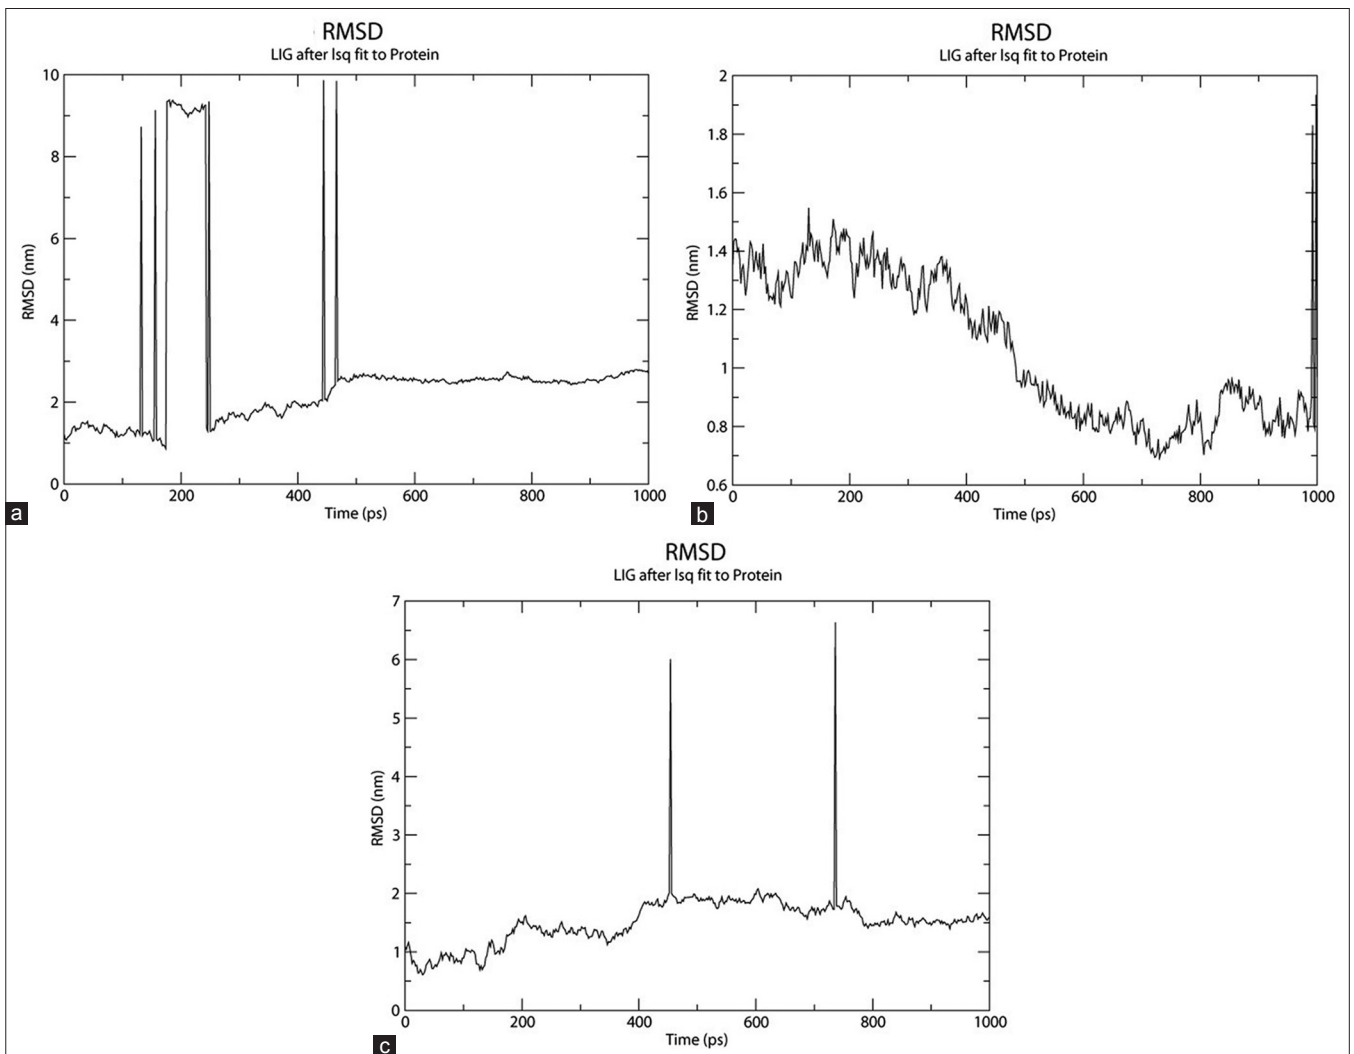 RMSD
LIG after lsq fit to Protein
10
8
6
4
2
0
RMSD (nm)
0 200 400 600 800 1000
Time (ps)
a
RMSD
LIG after lsq fit to Protein
2
1.8
1.6
1.4
1.2
1
0.8
0.6
RMSD (nm)
0 200 400 600 800 1000
Time (ps)
b
RMSD
LIG after lsq fit to Protein
7
6
5
4
3
2
1
0
RMSD (nm)
0 200 400 600 800 1000
Time (ps)
c